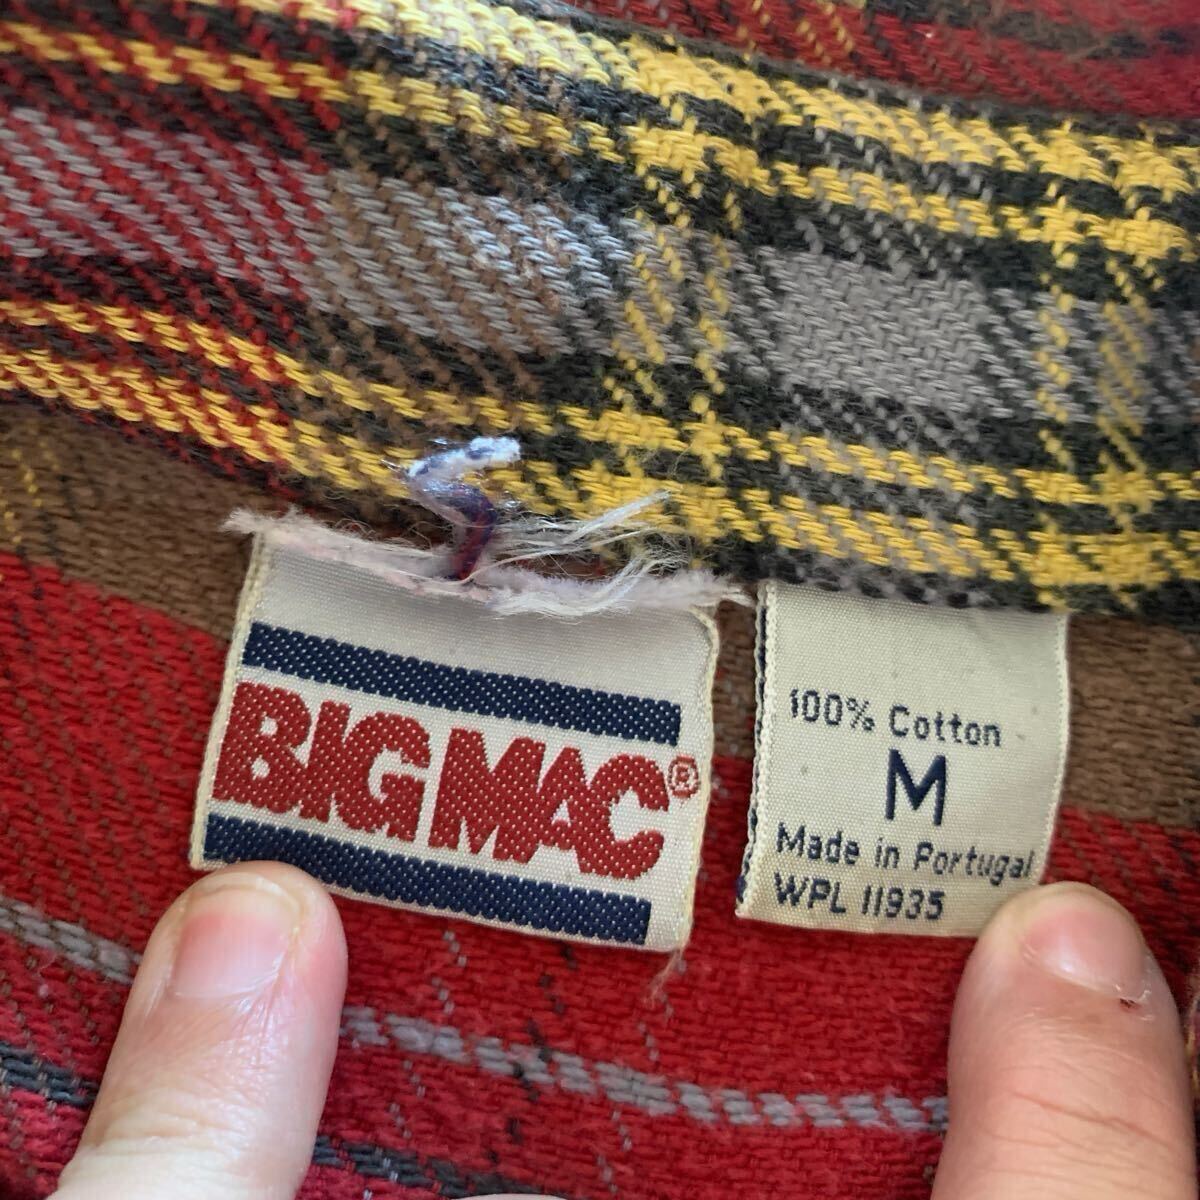 BIG MAC®
100% Cotton
M
Made in Portugal
WPL 11935